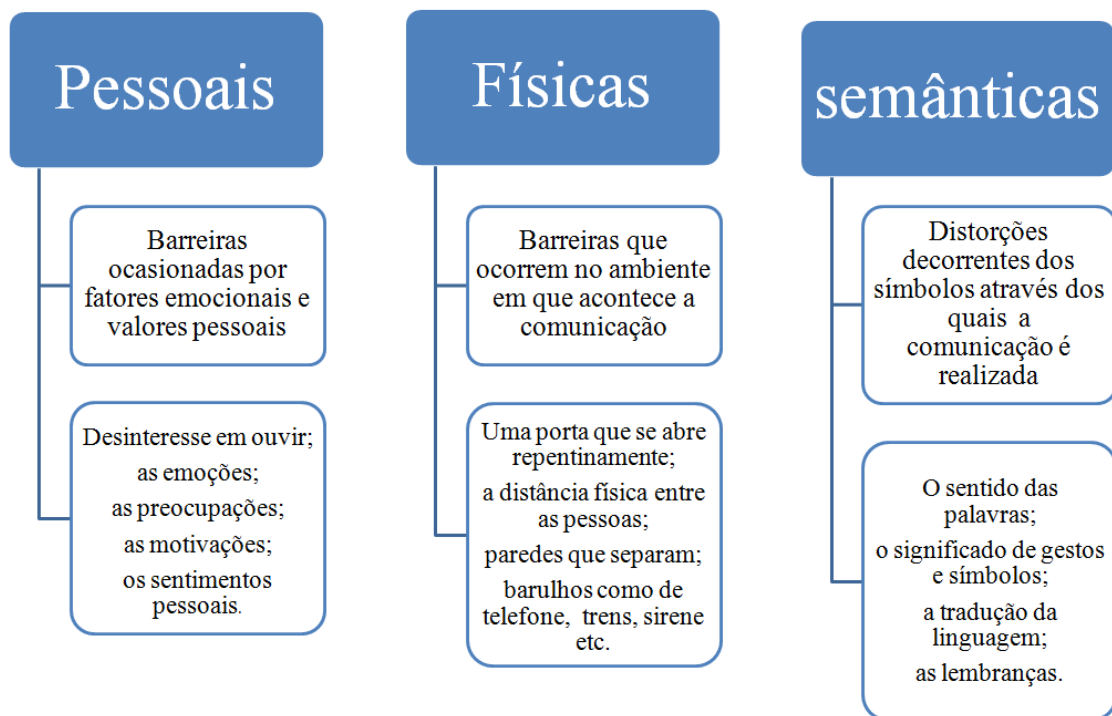 Pessoais
Barreiras
ocasionadas por
fatores emocionais e
valores pessoais
Desinteresse em ouvir;
as emoções;
as preocupações;
as motivações;
os sentimentos
pessoais.
Físicas
Barreiras que
ocorrem no ambiente
em que acontece a
comunicação
Uma porta que se abre
repentinamente;
a distância física entre
as pessoas;
paredes que separam;
barulhos como de
telefone, trens, sirene
etc.
semânticas
Distorções
decorrentes dos
símbolos através dos
quais a
comunicação é
realizada
O sentido das
palavras;
o significado de gestos
e símbolos;
a tradução da
linguagem;
as lembranças.